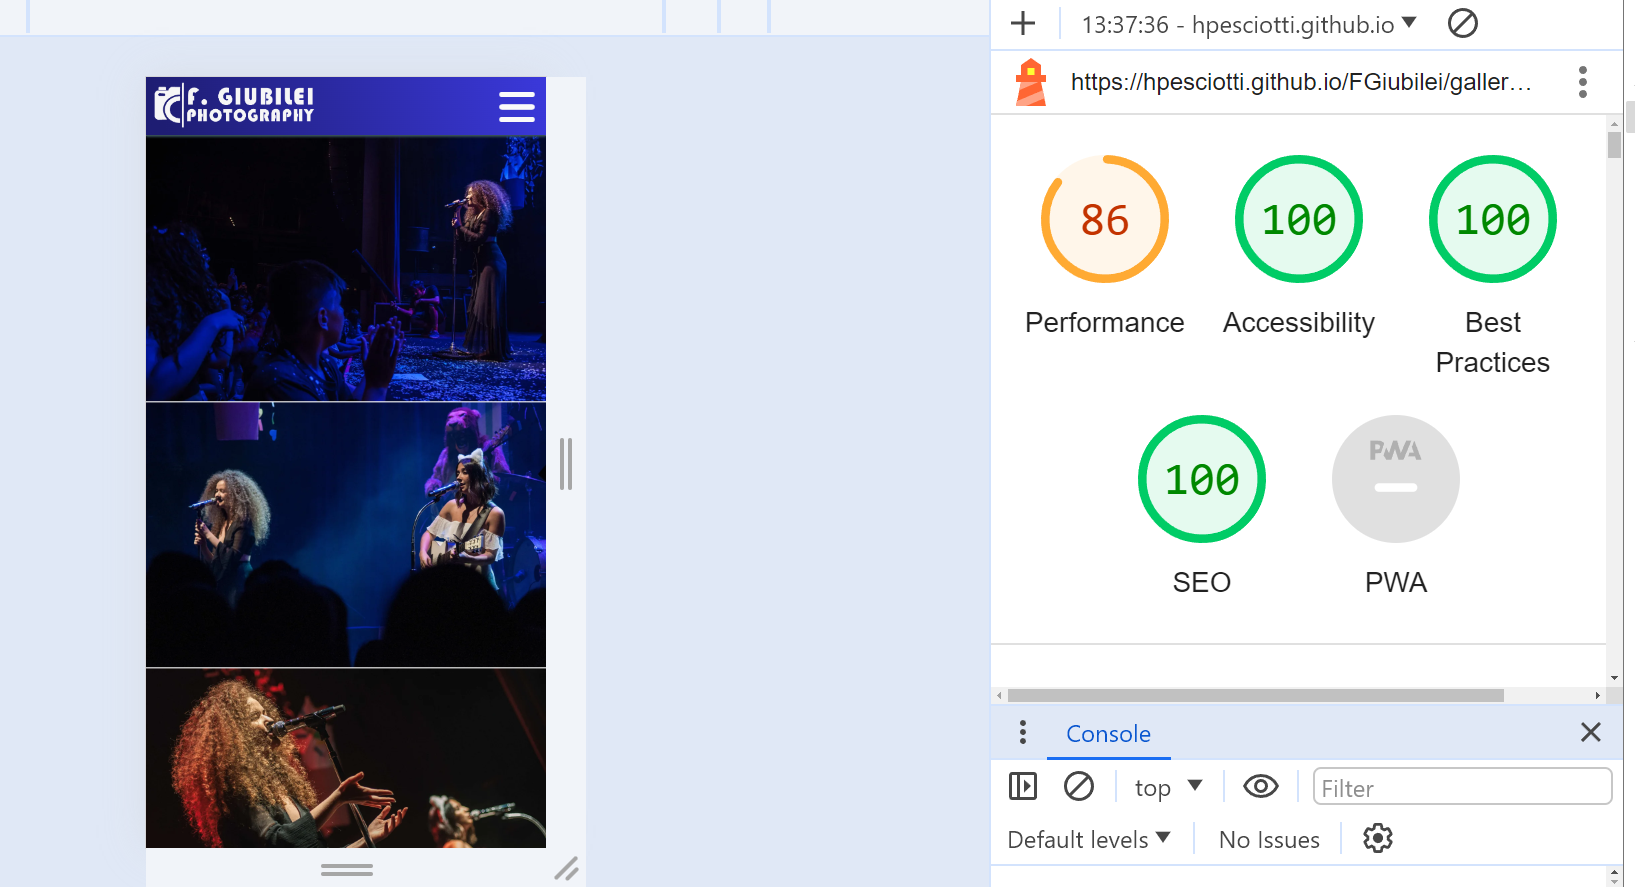 F. GIUBILEI
PHOTOGRAPHY
13:37:36 - hpesciotti.github.io
https://hpesciotti.github.io/FGiubilei/galler…
86
100
100
Performance
Accessibility
Best
Practices
100
PWA
SEO
PWA
Console
top
Filter
Default levels
No Issues